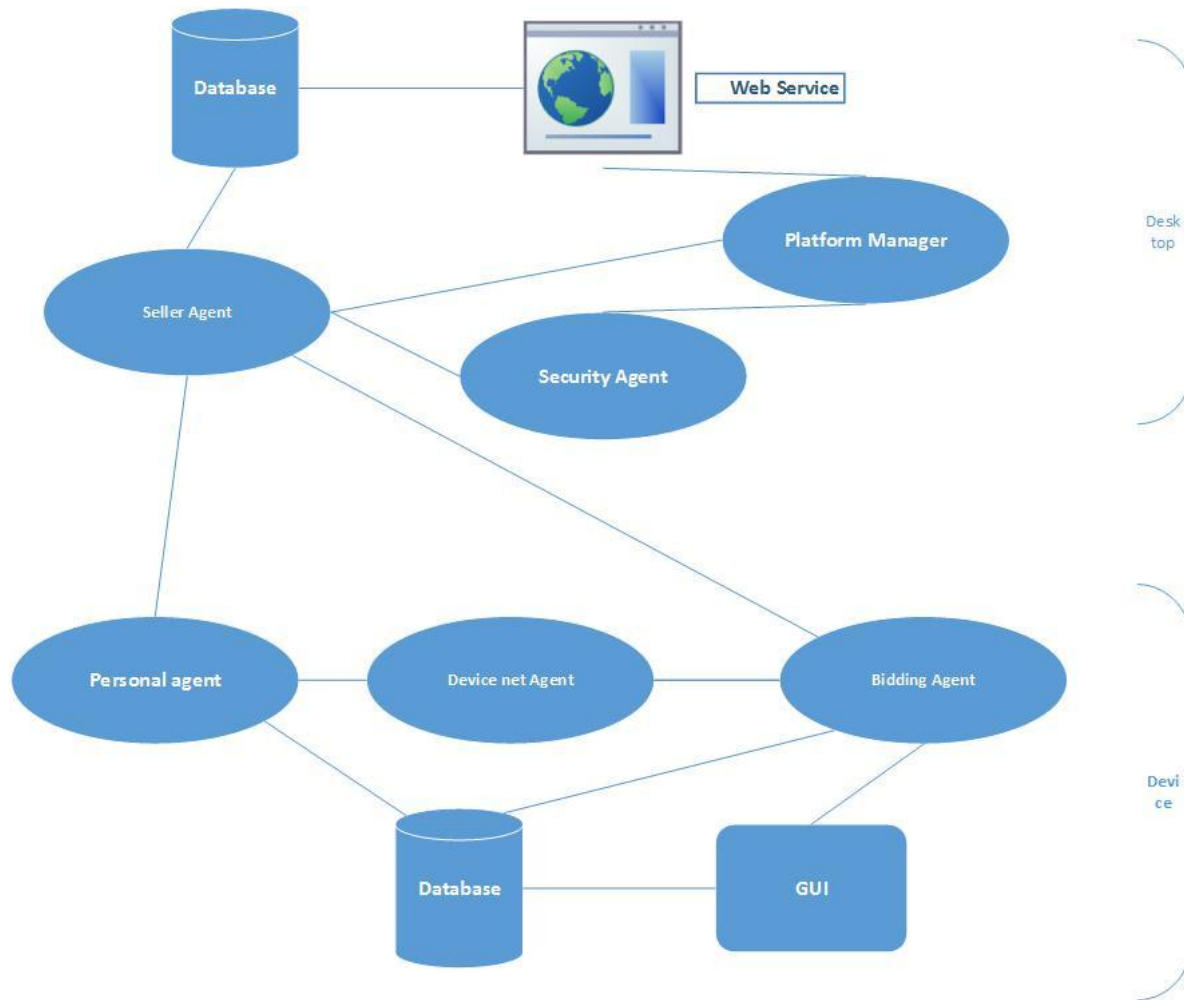 Database
Web Service
Platform Manager
Desk
top
Seller Agent
Security Agent
Personal agent
Device net Agent
Bidding Agent
Devi
ce
Database
GUI